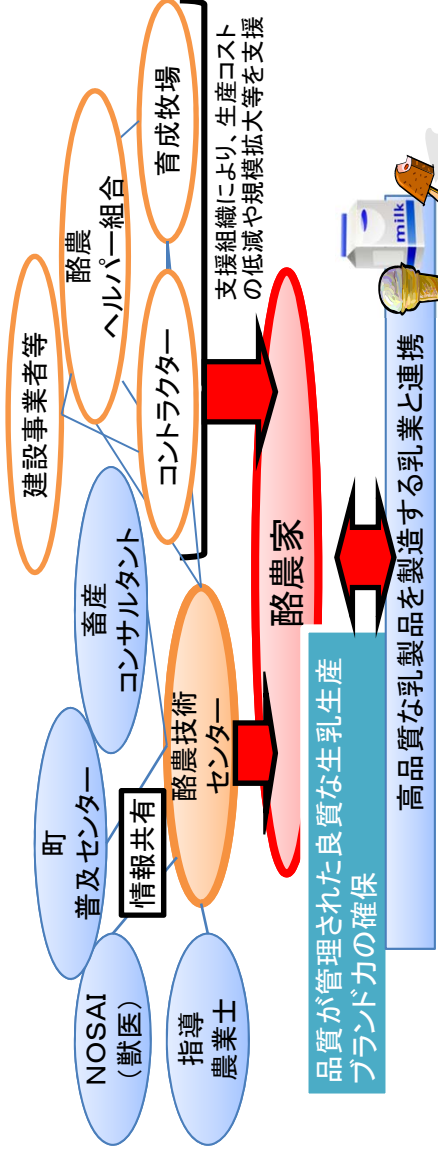 建設事業者等
酪農
ヘルパー組合
育成牧場
町
普及センター
畜産
コンサルタント
コントラクター
NOSAI
(獣医)
情報共有
指導
農業士
酪農技術
センター
支援組織により、生産コスト
の低減や規模拡大等を支援
酪農家
品質が管理された良質な生乳生産
ブランド力の確保
高品質な乳製品を製造する乳業と連携
milk